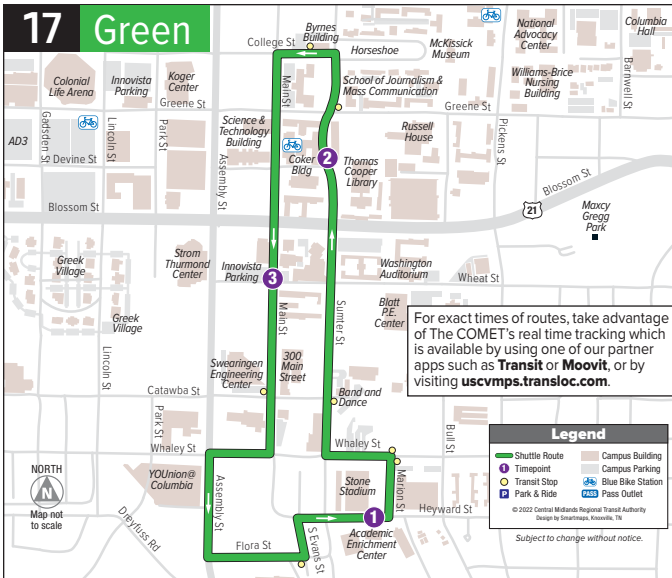 17 Green
Byrnes
Building
College St
Horseshoe
McKissick
Museum
National
Advocacy
Center
Columbia
Hall
Colonial
Life Arena
Innovista
Parking
Koger
Center
Main St
School of Journalism &
Mass Communication
Williams-Brice
Nursing
Building
Barnwell St
Greene St
Greene St
Gadsden St
Lincoln St
Park St
Science &
Technology
Building
Russell
House
Pickens St
AD3
Devine St
Coker
Bldg
2
Thomas
Cooper
Library
Assembly St
Blossom St
Blossom St
21
Maxcy
Gregg
Park
Greek
Village
Strom
Thurmond
Center
Innovista
Parking
3
Washington
Auditorium
Wheat St
Greek
Village
Main St
Sumter St
Blatt
P.E.
Center
For exact times of routes, take advantage
of The COMET's real time tracking which
is available by using one of our partner
apps such as Transit or Moovit, or by
visiting uscvmps.transloc.com.
Lincoln St
Swearingen
Engineering
Center
300
Main
Street
Catawba St
Band and
Dance
Park St
Whaley St
Whaley St
Bull St
Legend
Shuttle Route
1 Timepoint
Transit Stop
P Park & Ride
Campus Building
Campus Parking
Blue Bike Station
PASS Pass Outlet
© 2022 Central Midlands Regional Transit Authority
Design by Smartmaps, Knoxville, TN
Subject to change without notice.
NORTH
N
Map not
to scale
YOUnion@
Columbia
Assembly St
Stone
Stadium
Marion St
Heyward St
1
Academic
Enrichment
Center
Dreyfuss Rd
Flora St
S Evans St